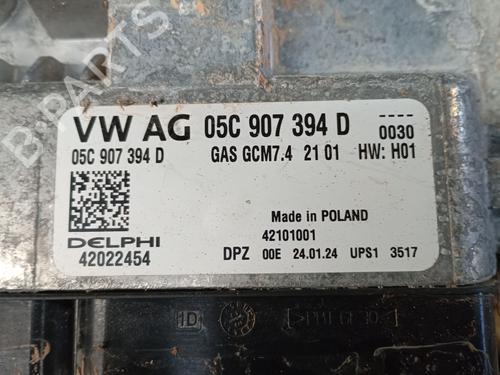 B-PARTS
VW AG 05C 907 394 D
----
0030
05C 907 394 D GAS GCM7.4 21 01 HW: H01
Made in POLAND
DELPHI 42101001
42022454 DPZ 00E 24.01.24 UPS1 3517
1D